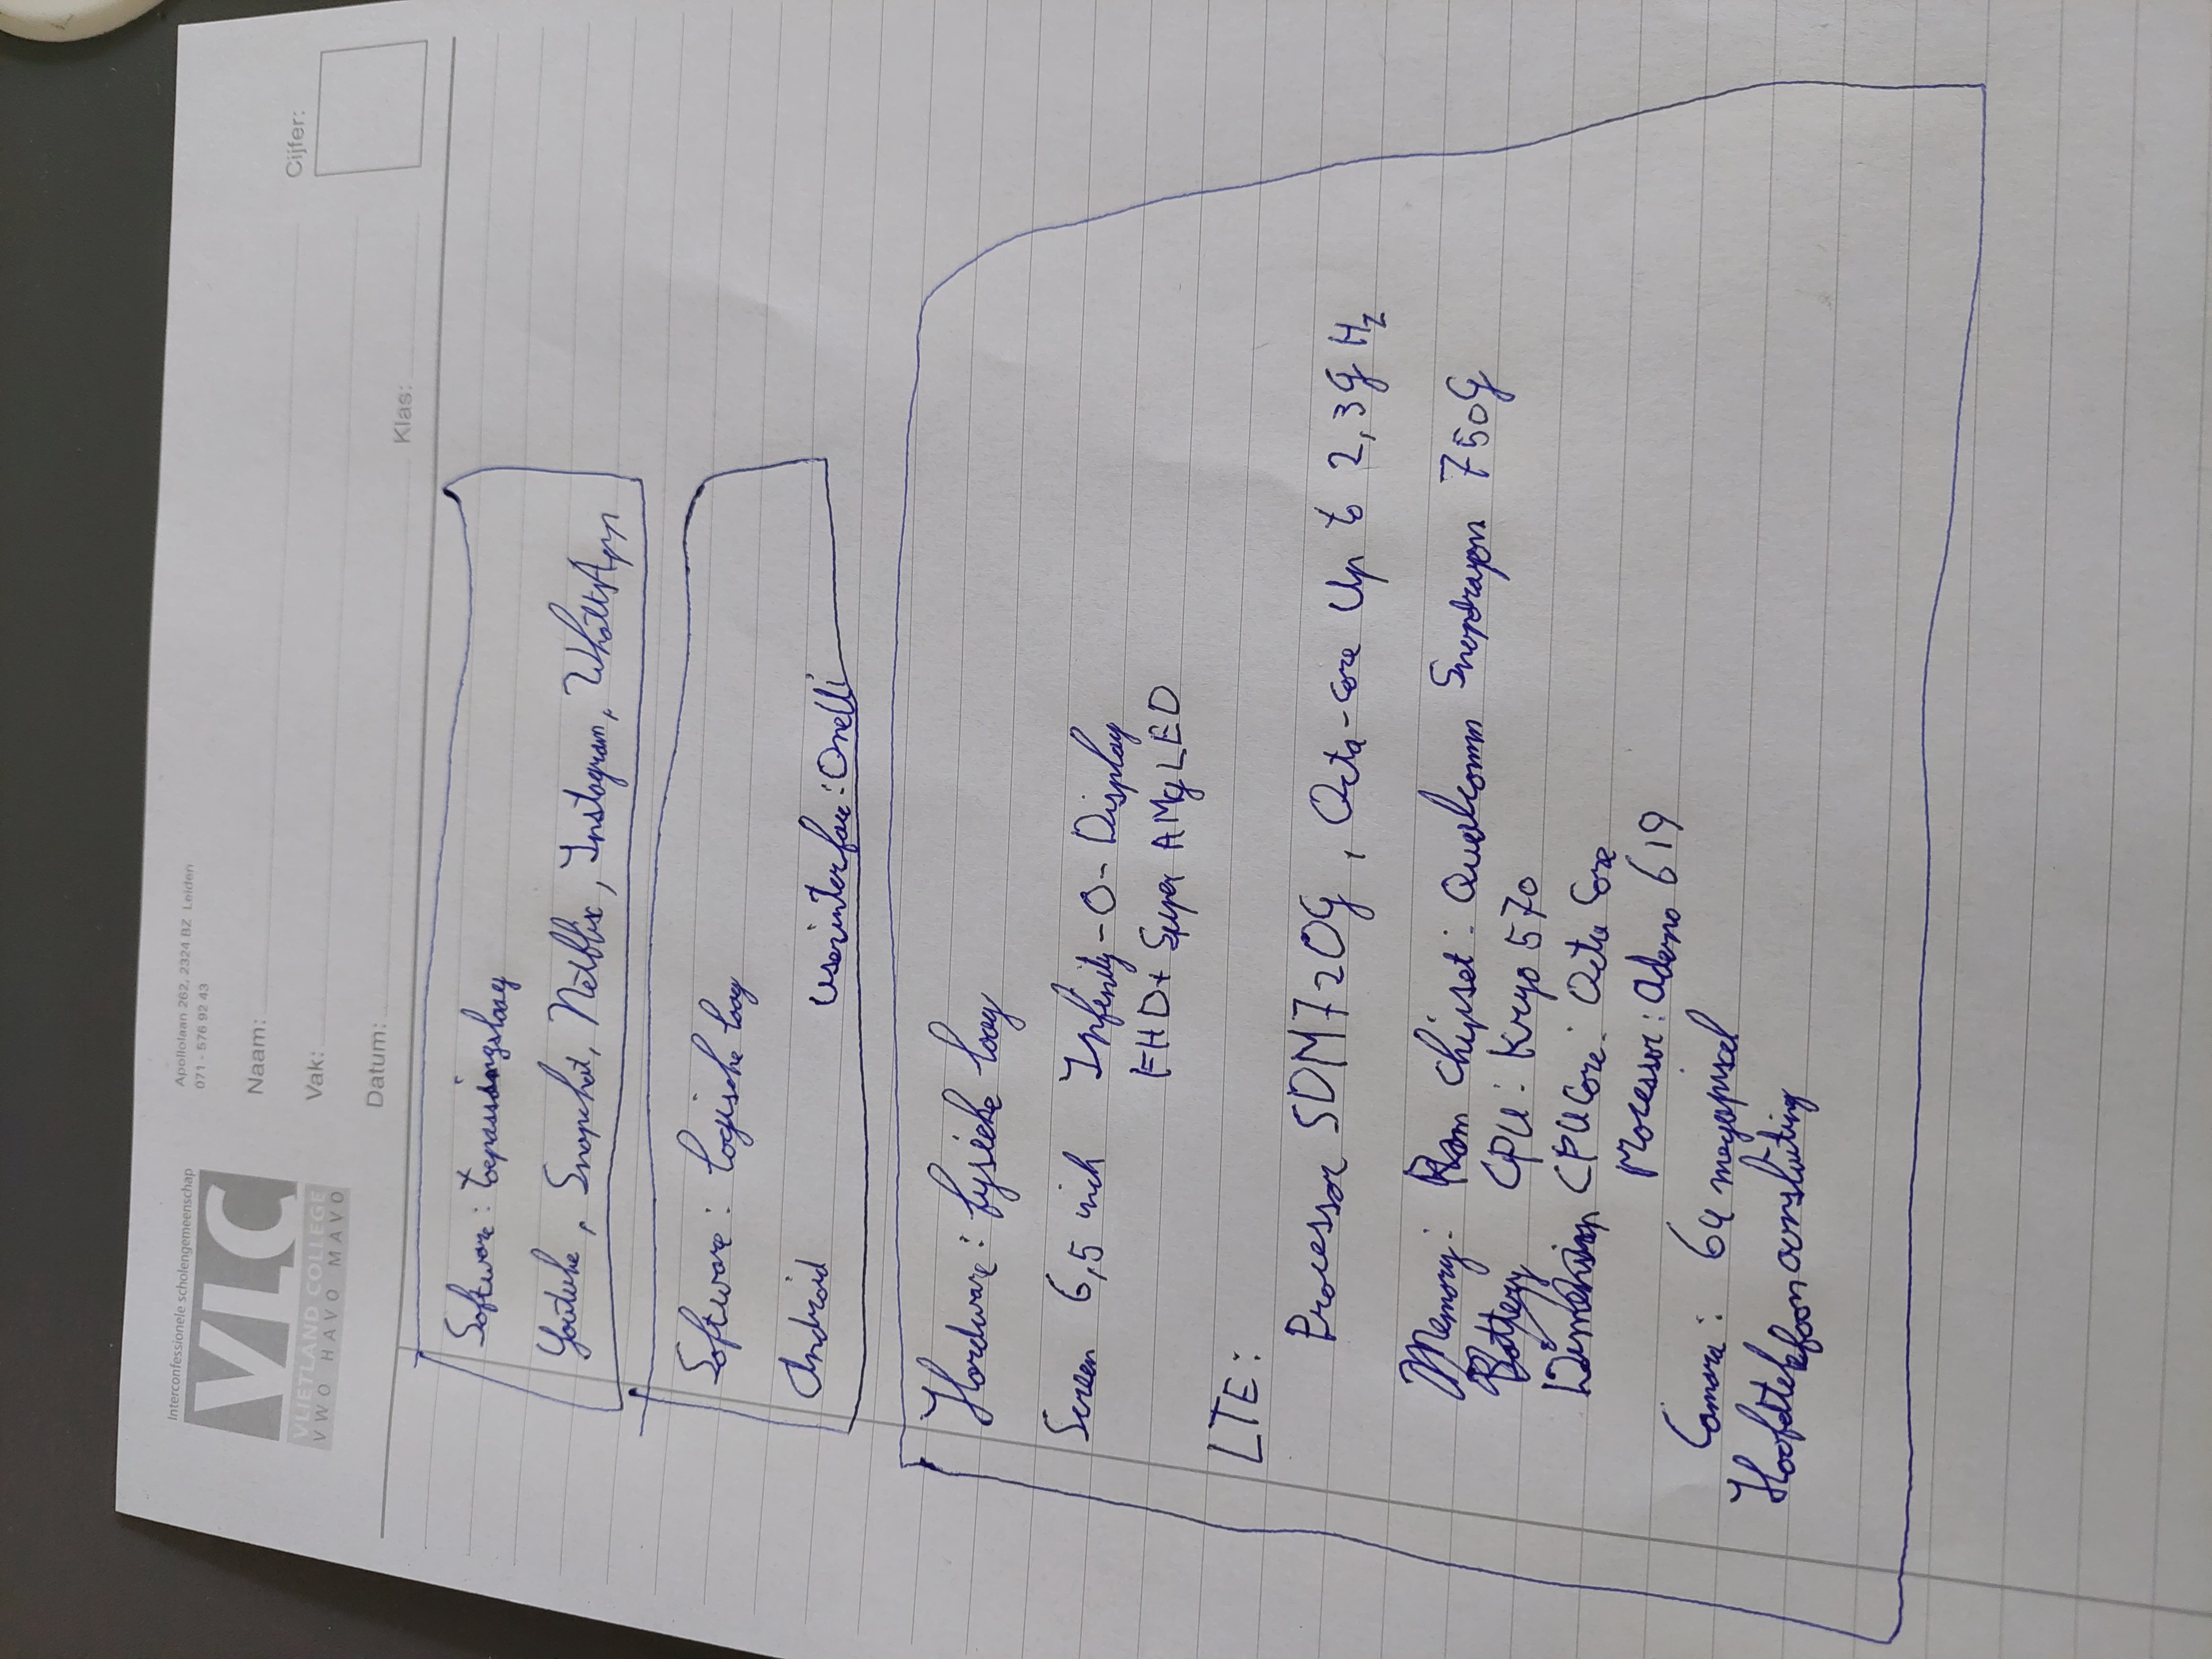 Interconfessionele scholengemeenschap
VLC
VLIETLAND COLLEGE
VWO HAVO MAVO
Apollolaan 262, 2324 BZ Leiden
071 - 576 92 43
Naam:
Vak:
Datum:
Klas:
Cijfer:
Software: toepassingslaag
Youtube, Snapchat, Netflix, Instagram, WhattsApp
Software: logische laag
Android userinterface: OneUi
Hardware: fysieke laag
Screen 6,5 inch Infinity-O-Display
FHD+ Super AMOLED
LTE:
Processor SDM720G, Octa-core Up to 2,3GHz
Memory: Ram Chipset: Qualcomm Snapdragon 750G
Battery CPU: Kryo 570
Dimension CPU Core: Octa Core
processor: Aderno 619
Camara: 64 megapixel
Hoofdtelefoon aansluiting